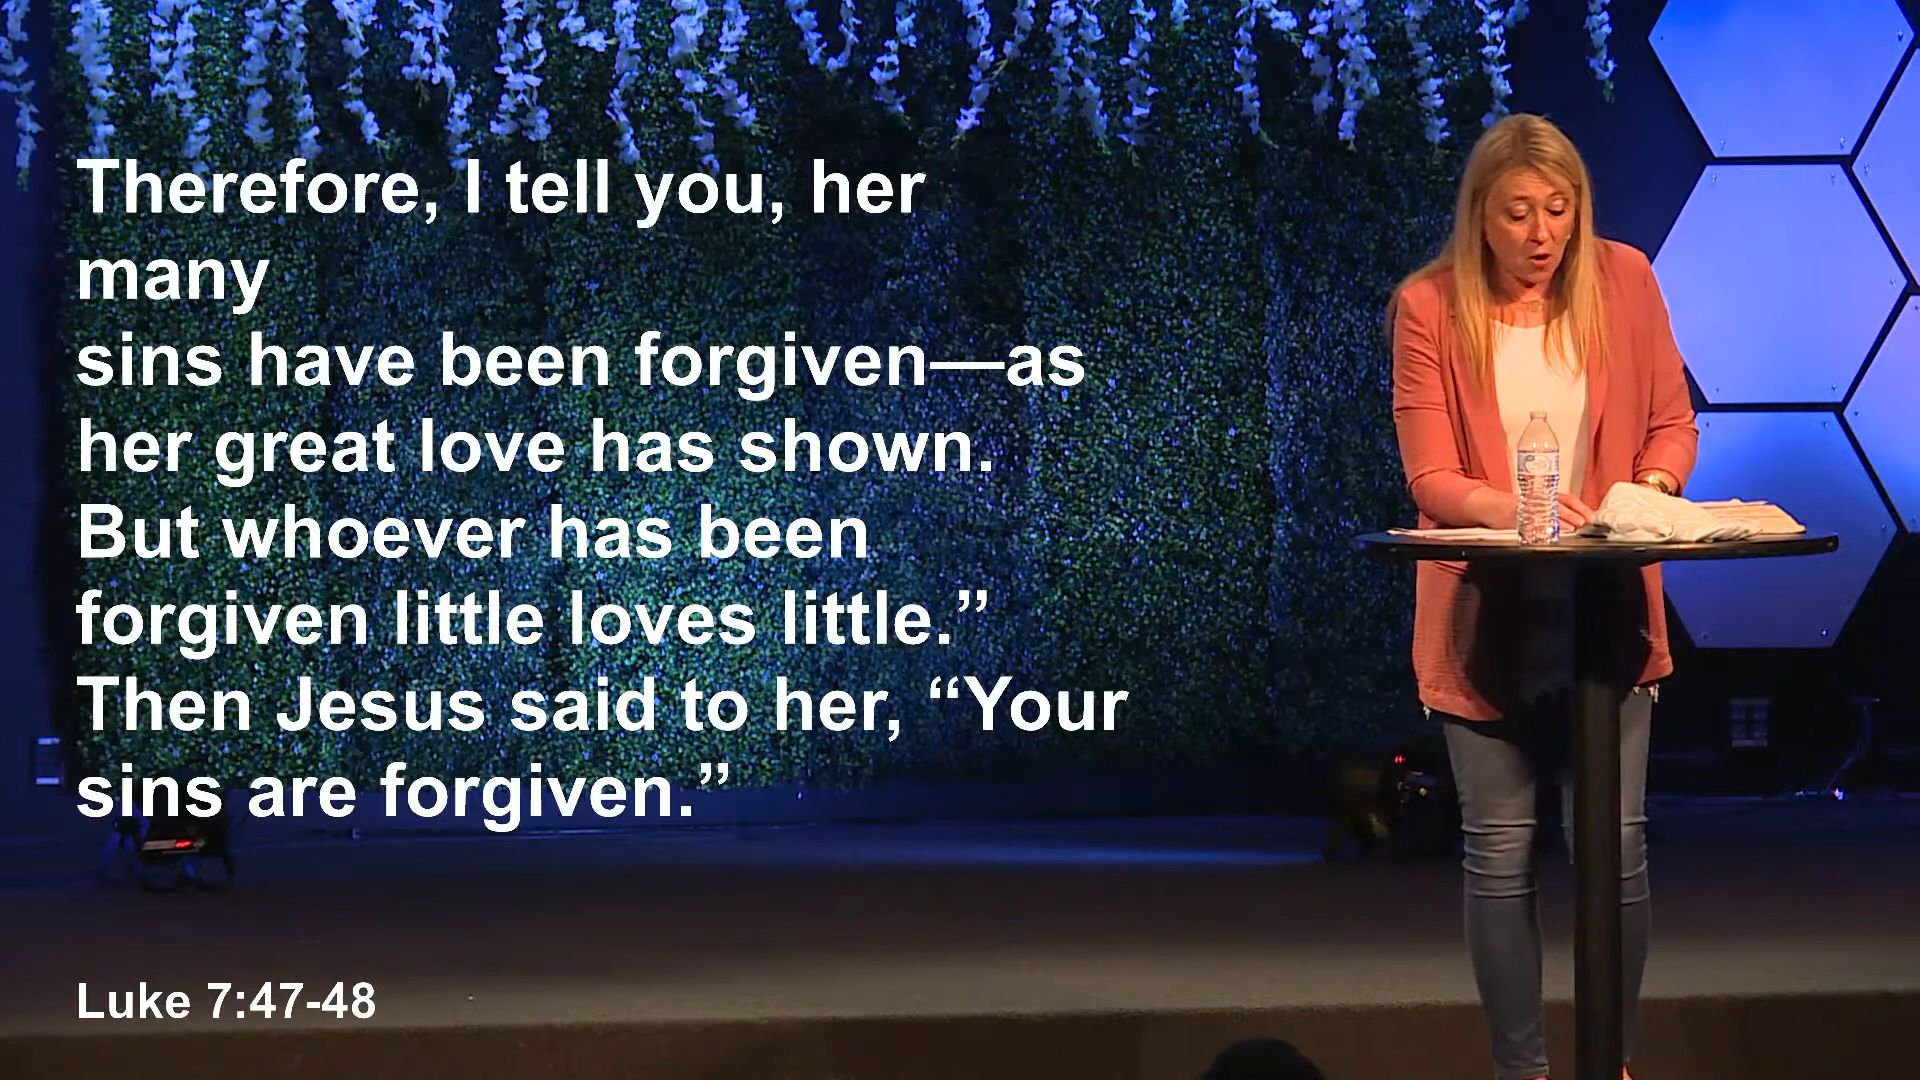 Therefore, I tell you, her
many
sins have been forgiven—as
her great love has shown.
But whoever has been
forgiven little loves little.”
Then Jesus said to her, “Your
sins are forgiven.”
Luke 7:47-48